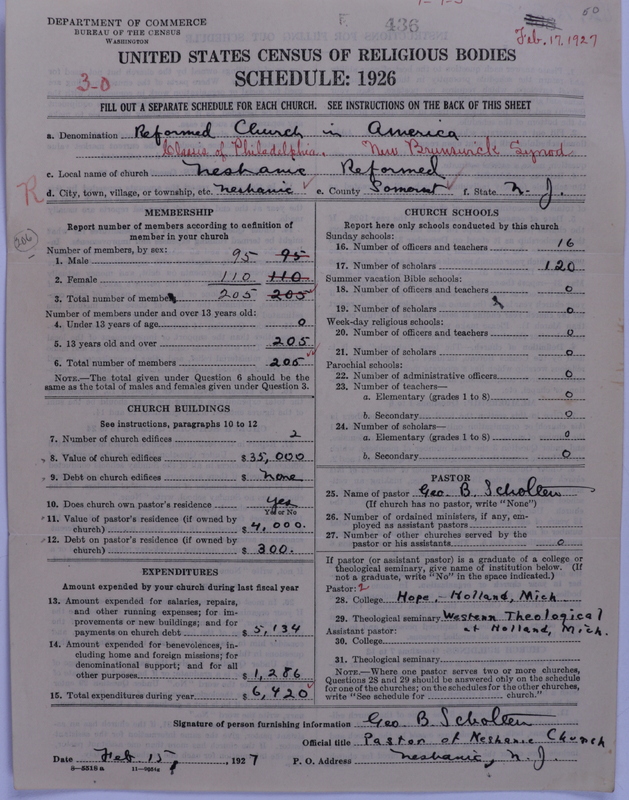 DEPARTMENT OF COMMERCE
BUREAU OF THE CENSUS
WASHINGTON
436
60
Feb. 17, 1927
UNITED STATES CENSUS OF RELIGIOUS BODIES
3-0
SCHEDULE: 1926
FILL OUT A SEPARATE SCHEDULE FOR EACH CHURCH. SEE INSTRUCTIONS ON THE BACK OF THIS SHEET
a. Denomination Reformed Church in America
Classis of Philadelphia. New Brunswick Synod
c. Local name of church Neshanic Reformed
R d. City, town, village, or township, etc. Neshanic e. County Somerset f. State N. J.
206
MEMBERSHIP
Report number of members according to definition of
member in your church
Number of members, by sex:
1. Male 95 95
2. Female 110 110
3. Total number of members 205 205
Number of members under and over 13 years old:
4. Under 13 years of age 0
5. 13 years old and over 205
6. Total number of members 205
NOTE.—The total given under Question 6 should be the
same as the total of males and females given under Question 3.
CHURCH BUILDINGS
See instructions, paragraphs 10 to 12
7. Number of church edifices 2
8. Value of church edifices $35,000
9. Debt on church edifices $ None
10. Does church own pastor's residence Yes
Yes or No
11. Value of pastor's residence (if owned by
church) $4,000.
12. Debt on pastor's residence (if owned by
church) $ 300.
EXPENDITURES
Amount expended by your church during last fiscal year
13. Amount expended for salaries, repairs,
and other running expenses; for im-
provements or new buildings; and for
payments on church debt $5,134
14. Amount expended for benevolences, in-
cluding home and foreign missions; for
denominational support; and for all
other purposes $1,286
15. Total expenditures during year $6,420
CHURCH SCHOOLS
Report here only schools conducted by this church
Sunday schools:
16. Number of officers and teachers 16
17. Number of scholars 120
Summer vacation Bible schools:
18. Number of officers and teachers 0
19. Number of scholars 0
Week-day religious schools:
20. Number of officers and teachers 0
21. Number of scholars 0
Parochial schools:
22. Number of administrative officers 0
23. Number of teachers—
a. Elementary (grades 1 to 8) 0
b. Secondary 0
24. Number of scholars—
a. Elementary (grades 1 to 8) 0
b. Secondary 0
PASTOR
25. Name of pastor Geo. B. Scholten
(If church has no pastor, write "None")
26. Number of ordained ministers, if any, em-
ployed as assistant pastors
27. Number of other churches served by the
pastor or his assistants 0
If pastor (or assistant pastor) is a graduate of a college or
theological seminary, give name of institution below. (If
not a graduate, write "No" in the space indicated.)
Pastor: 2
28. College Hope, - Holland, Mich
29. Theological seminary Western Theological
Assistant pastor: at Holland, Mich.
30. College
31. Theological seminary
NOTE.—Where one pastor serves two or more churches,
Questions 28 and 29 should be answered only on the schedule
for one of the churches; on the schedules for the other churches,
write "See schedule for church."
Signature of person furnishing information Geo B. Scholten
Official title Pastor of Neshanic Church
Date Feb 15, 1927 P. O. Address Neshanic, N. J.
8-5518a 11-9914